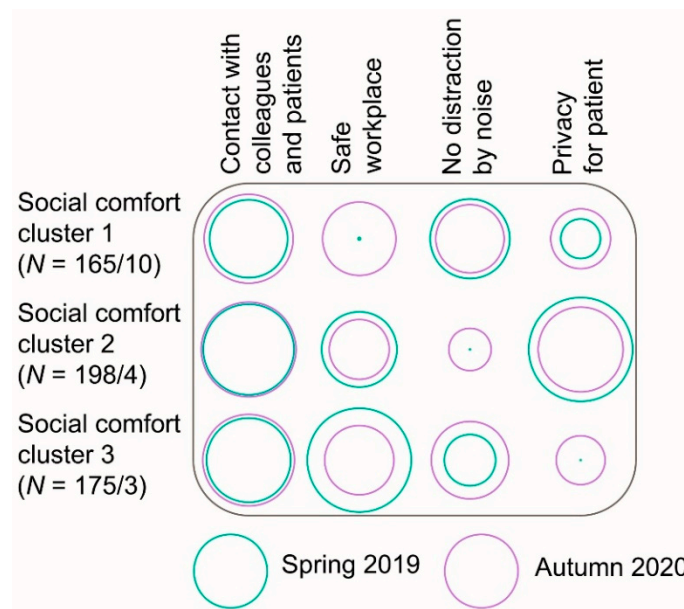 Contact with
colleagues
and patients
Safe
workplace
No distraction
by noise
Privacy
for patient
Social comfort
cluster 1
(N = 165/10)
Social comfort
cluster 2
(N = 198/4)
Social comfort
cluster 3
(N = 175/3)
Spring 2019
Autumn 2020